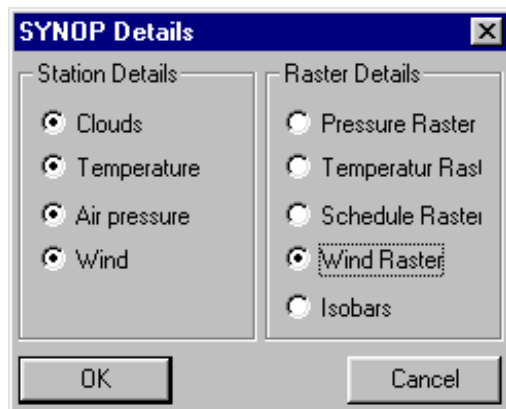 SYNOP Details
Station Details
Clouds
Temperature
Air pressure
Wind
Raster Details
Pressure Raster
Temperatur Rast
Schedule Raster
Wind Raster
Isobars
OK
Cancel